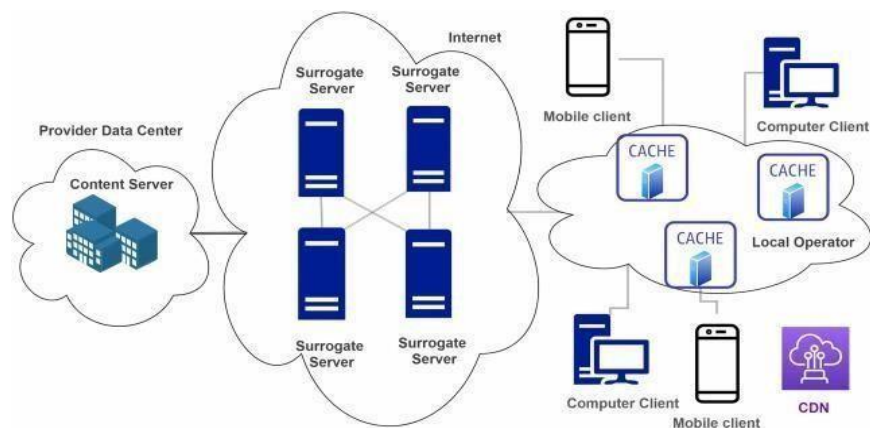 Internet
Surrogate
Server
Surrogate
Server
Mobile client
Computer Client
Provider Data Center
Content Server
CACHE
CACHE
CACHE
Local Operator
Surrogate
Server
Surrogate
Server
Computer Client
Mobile client
CDN